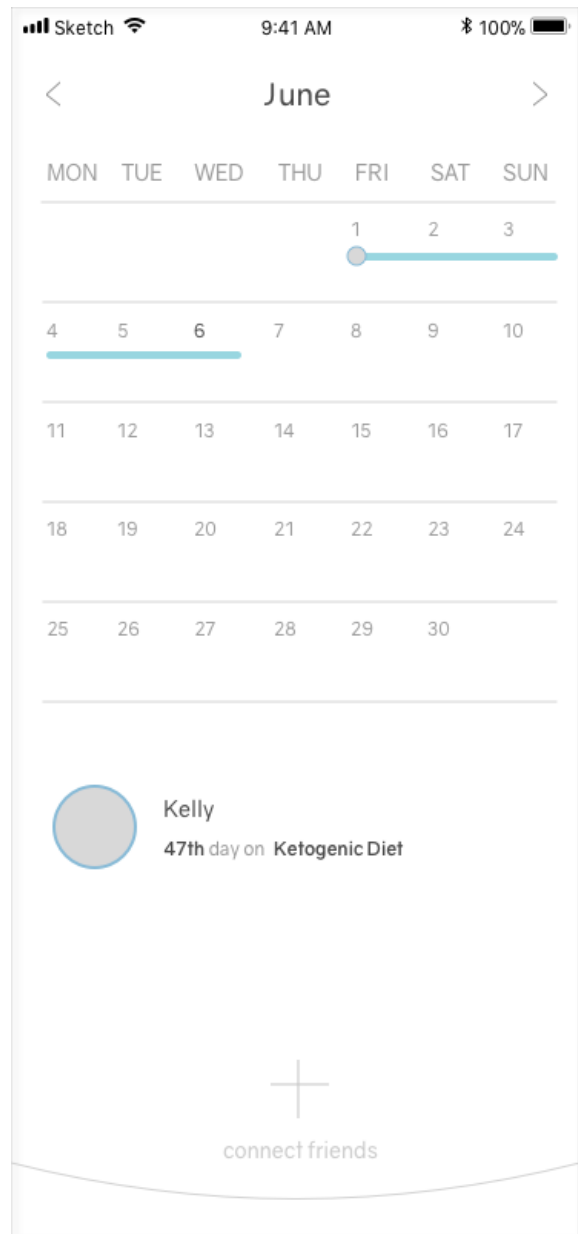 Sketch 9:41 AM 100%
June
MON TUE WED THU FRI SAT SUN
1 2 3
4 5 6 7 8 9 10
11 12 13 14 15 16 17
18 19 20 21 22 23 24
25 26 27 28 29 30
Kelly
47th day on Ketogenic Diet
connect friends